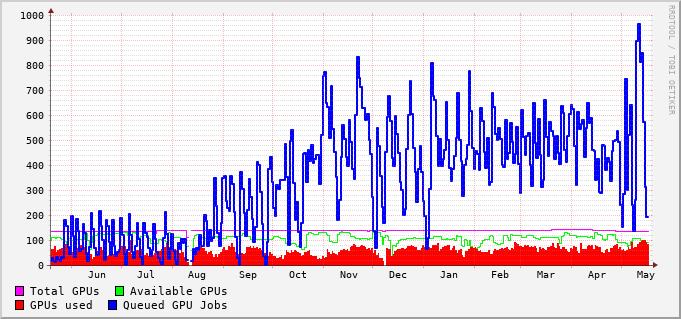 1000
900
800
700
600
500
400
300
200
100
0
Jun Jul Aug Sep Oct Nov Dec Jan Feb Mar Apr May
Total GPUs Available GPUs
GPUs used Queued GPU Jobs
RRDTOOL / TOBI OETIKER